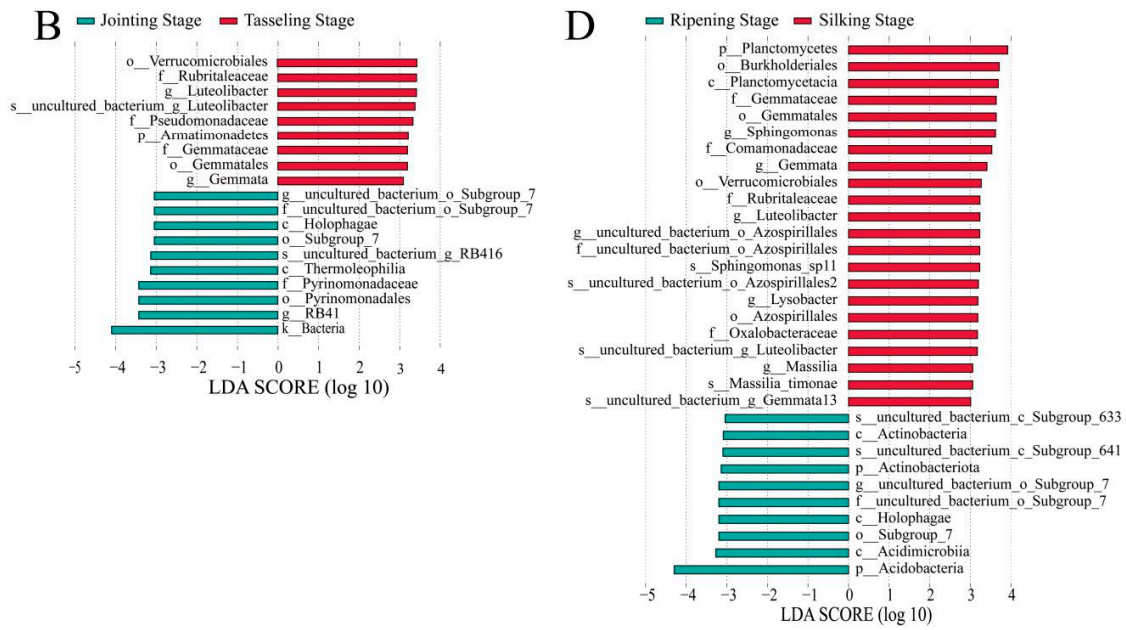 B
Jointing Stage Tasseling Stage
o__Verrucomicrobiales
f__Rubritaleaceae
g__Luteolibacter
s__uncultured_bacterium_g_Luteolibacter
f__Pseudomonadaceae
p__Armatimonadetes
f__Gemmataceae
o__Gemmatales
g__Gemmata
g__uncultured_bacterium_o_Subgroup_7
f__uncultured_bacterium_o_Subgroup_7
c__Holophagae
o__Subgroup_7
s__uncultured_bacterium_g_RB416
c__Thermoleophilia
f__Pyrinomonadaceae
o__Pyrinomonadales
g__RB41
k__Bacteria
−5 −4 −3 −2 −1 0 1 2 3 4
LDA SCORE (log 10)
D
Ripening Stage Silking Stage
p__Planctomycetes
o__Burkholderiales
c__Planctomycetacia
f__Gemmataceae
o__Gemmatales
g__Sphingomonas
f__Comamonadaceae
g__Gemmata
o__Verrucomicrobiales
f__Rubritaleaceae
g__Luteolibacter
g__uncultured_bacterium_o_Azospirillales
f__uncultured_bacterium_o_Azospirillales
s__Sphingomonas_sp11
s__uncultured_bacterium_o_Azospirillales2
g__Lysobacter
o__Azospirillales
f__Oxalobacteraceae
s__uncultured_bacterium_g_Luteolibacter
g__Massilia
s__Massilia_timonae
s__uncultured_bacterium_g_Gemmata13
s__uncultured_bacterium_c_Subgroup_633
c__Actinobacteria
s__uncultured_bacterium_c_Subgroup_641
p__Actinobacteriota
g__uncultured_bacterium_o_Subgroup_7
f__uncultured_bacterium_o_Subgroup_7
c__Holophagae
o__Subgroup_7
c__Acidimicrobiia
p__Acidobacteria
−5 −4 −3 −2 −1 0 1 2 3 4
LDA SCORE (log 10)